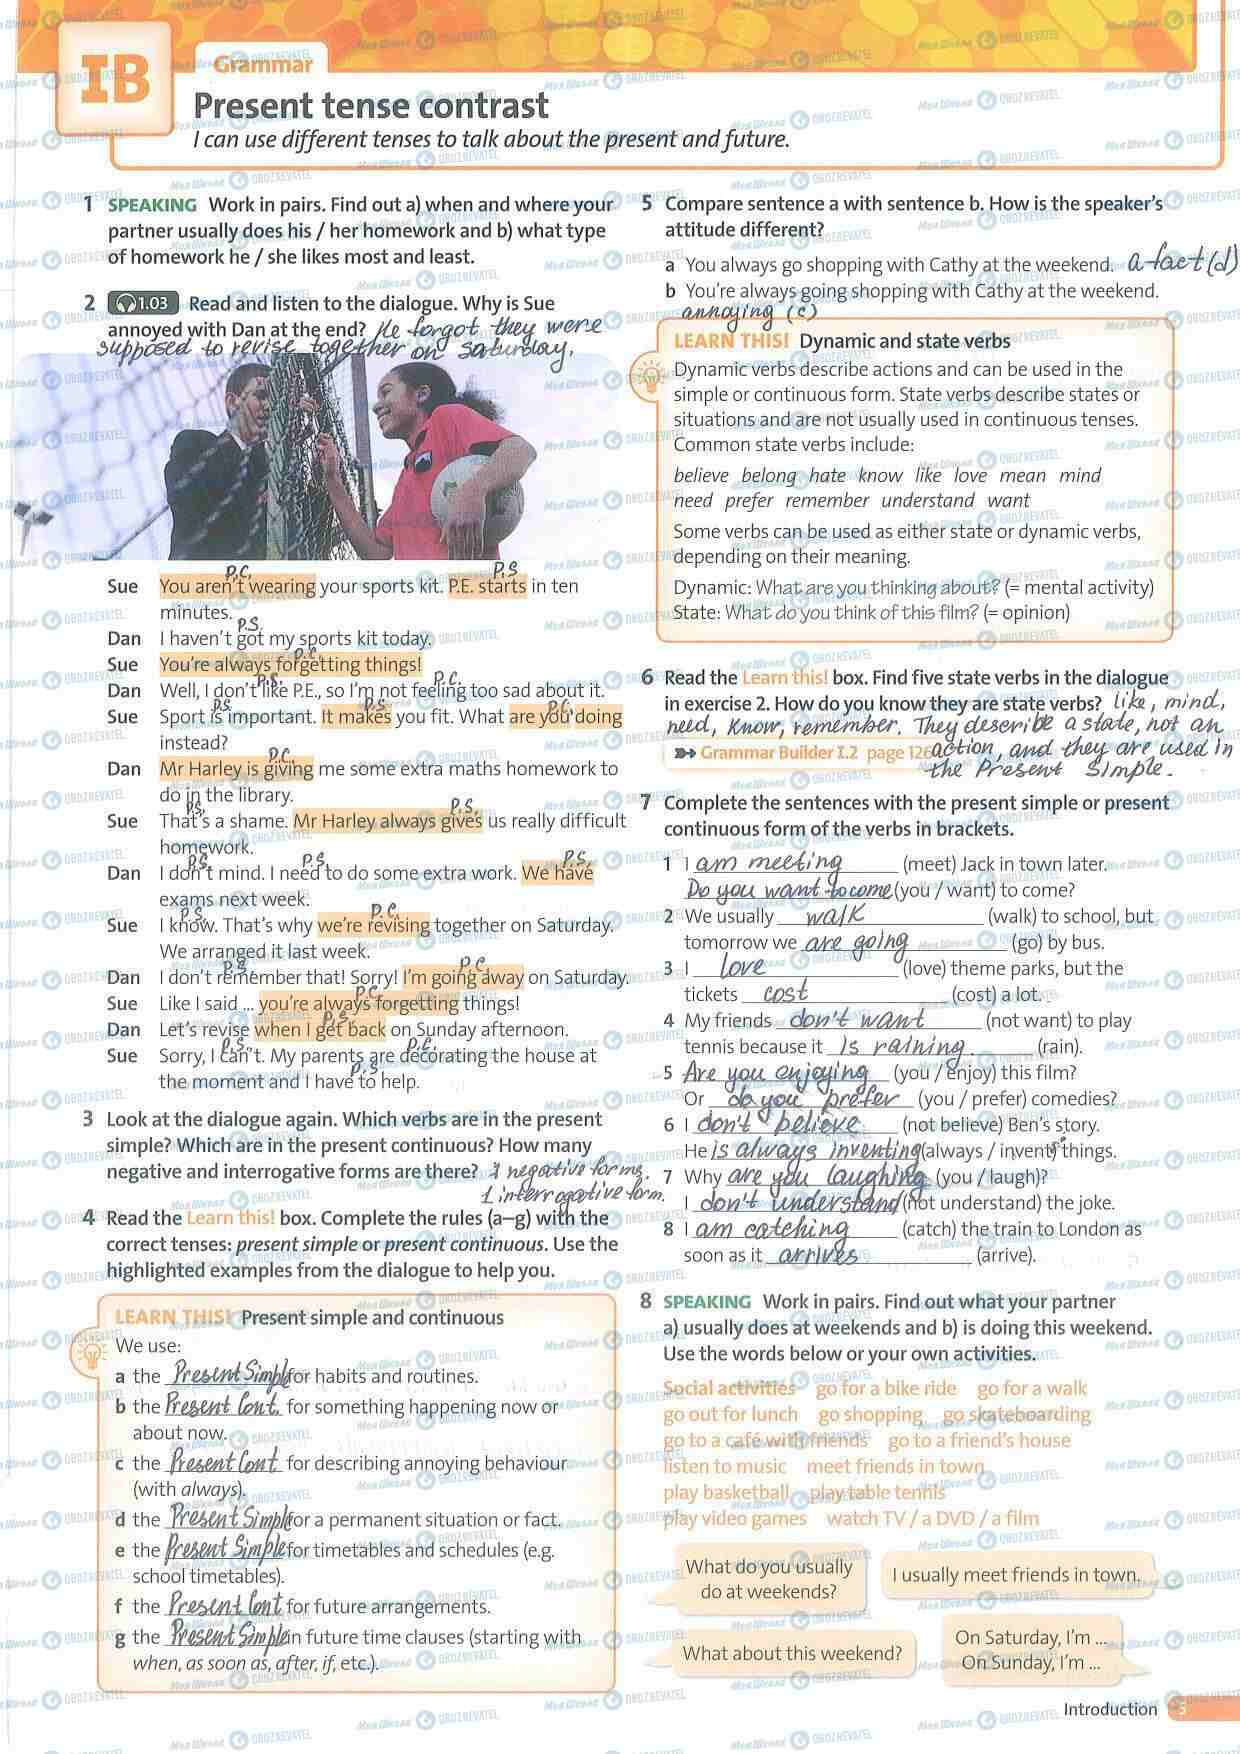 IB
Grammar
Present tense contrast
I can use different tenses to talk about the present and future.
1 SPEAKING Work in pairs. Find out a) when and where your
partner usually does his / her homework and b) what type
of homework he / she likes most and least.
2 1.03 Read and listen to the dialogue. Why is Sue
annoyed with Dan at the end? He forgot they were
supposed to revise together on saturday.
P.C. P.S
Sue You aren't wearing your sports kit. P.E. starts in ten
minutes.
P.S.
Dan I haven't got my sports kit today.
P.C.
Sue You're always forgetting things!
P.S. P.C.
Dan Well, I don't like P.E., so I'm not feeling too sad about it.
P.S. P.S P.C.
Sue Sport is important. It makes you fit. What are you doing
instead?
P.C.
Dan Mr Harley is giving me some extra maths homework to
do in the library.
P.S. P.S.
Sue That's a shame. Mr Harley always gives us really difficult
homework.
P.S. P.S P.S.
Dan I don't mind. I need to do some extra work. We have
exams next week.
P.S. P.C.
Sue I know. That's why we're revising together on Saturday.
We arranged it last week.
P.S. P.C
Dan I don't remember that! Sorry! I'm going away on Saturday.
P.C.
Sue Like I said ... you're always forgetting things!
P.S.
Dan Let's revise when I get back on Sunday afternoon.
P.S. P.C.
Sue Sorry, I can't. My parents are decorating the house at
P.S
the moment and I have to help.
3 Look at the dialogue again. Which verbs are in the present
simple? Which are in the present continuous? How many
negative and interrogative forms are there? negative forms.
1 interrogative form.
4 Read the Learn this! box. Complete the rules (a–g) with the
correct tenses: present simple or present continuous. Use the
highlighted examples from the dialogue to help you.
LEARN THIS! Present simple and continuous
We use:
a the Present Simple for habits and routines.
b the Present Cont. for something happening now or
about now.
c the Present Cont for describing annoying behaviour
(with always).
d the Present Simple for a permanent situation or fact.
e the Present Simple for timetables and schedules (e.g.
school timetables).
f the Present Cont for future arrangements.
g the Present Simple in future time clauses (starting with
when, as soon as, after, if, etc.).
5 Compare sentence a with sentence b. How is the speaker's
attitude different?
a You always go shopping with Cathy at the weekend. a fact (d)
b You're always going shopping with Cathy at the weekend.
annoying (c)
LEARN THIS! Dynamic and state verbs
Dynamic verbs describe actions and can be used in the
simple or continuous form. State verbs describe states or
situations and are not usually used in continuous tenses.
Common state verbs include:
believe belong hate know like love mean mind
need prefer remember understand want
Some verbs can be used as either state or dynamic verbs,
depending on their meaning.
Dynamic: What are you thinking about? (= mental activity)
State: What do you think of this film? (= opinion)
6 Read the Learn this! box. Find five state verbs in the dialogue
in exercise 2. How do you know they are state verbs? like, mind,
need, know, remember. They describe a state, not an
Grammar Builder I.2 page 126 action, and they are used in
the Present Simple.
7 Complete the sentences with the present simple or present
continuous form of the verbs in brackets.
1 I am meeting (meet) Jack in town later.
Do you want to come (you / want) to come?
2 We usually walk (walk) to school, but
tomorrow we are going (go) by bus.
3 I love (love) theme parks, but the
tickets cost (cost) a lot.
4 My friends don't want (not want) to play
tennis because it is raining. (rain).
5 Are you enjoying (you / enjoy) this film?
Or do you prefer (you / prefer) comedies?
6 I don't believe (not believe) Ben's story.
He is always inventing (always / invent) things.
7 Why are you laughing (you / laugh)?
I don't understand (not understand) the joke.
8 I am catching (catch) the train to London as
soon as it arrives (arrive).
8 SPEAKING Work in pairs. Find out what your partner
a) usually does at weekends and b) is doing this weekend.
Use the words below or your own activities.
Social activities go for a bike ride go for a walk
go out for lunch go shopping go skateboarding
go to a café with friends go to a friend's house
listen to music meet friends in town
play basketball play table tennis
play video games watch TV / a DVD / a film
What do you usually
do at weekends?
I usually meet friends in town.
What about this weekend?
On Saturday, I'm ...
On Sunday, I'm ...
Introduction 5